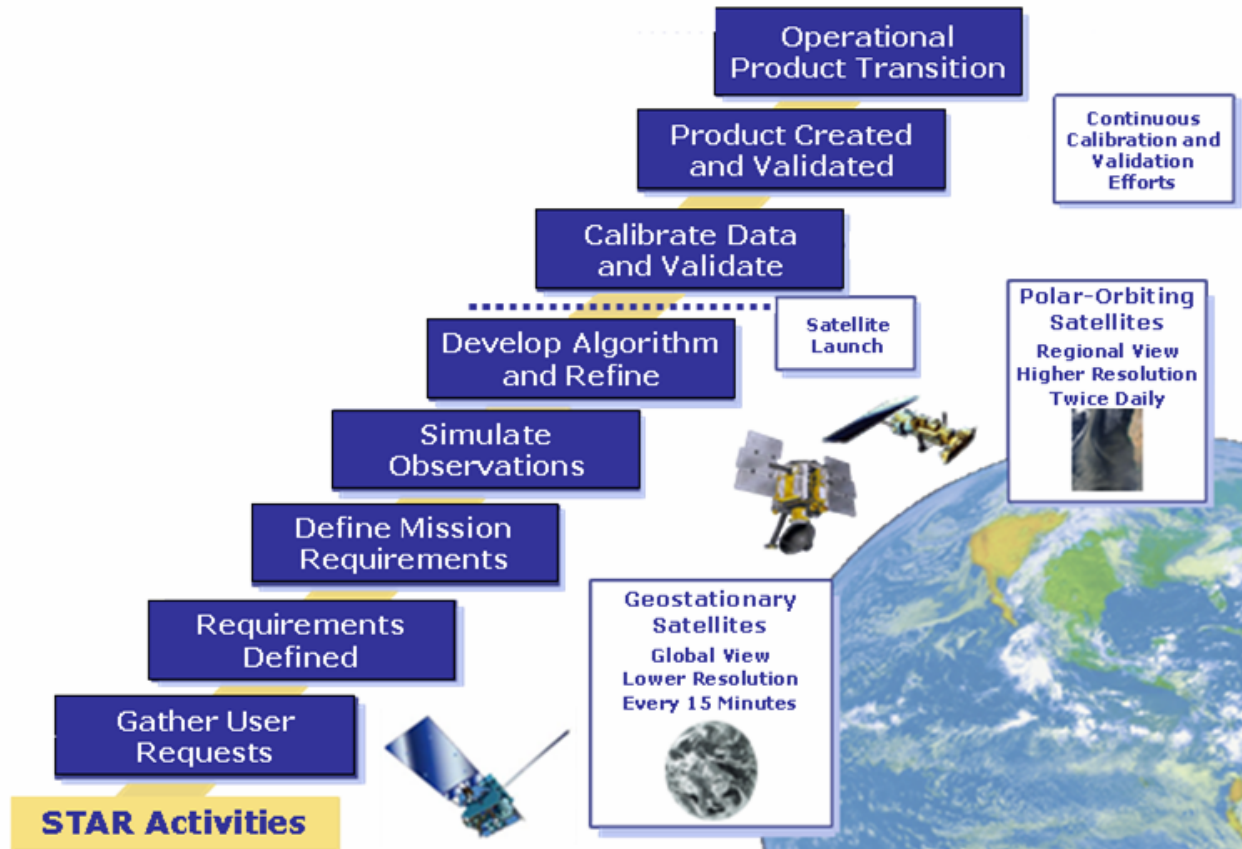 Operational
Product Transition
Product Created
and Validated
Continuous
Calibration and
Validation
Efforts
Calibrate Data
and Validate
Polar-Orbiting
Satellites
Regional View
Higher Resolution
Twice Daily
Satellite
Launch
Develop Algorithm
and Refine
Simulate
Observations
Define Mission
Requirements
Geostationary
Satellites
Global View
Lower Resolution
Every 15 Minutes
Requirements
Defined
Gather User
Requests
STAR Activities